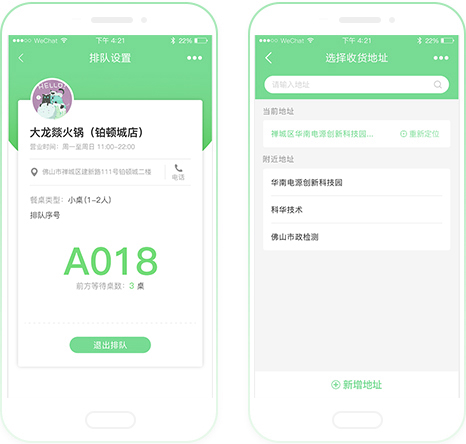 WeChat
下午 4:21
22%
排队设置
HELLO!
大龙燚火锅（铂顿城店）
营业时间：周一至周日 11:00-22:00
佛山市禅城区建新路111号铂顿城二楼
电话
餐桌类型：小桌(1-2人)
排队序号
A018
前方等待桌数：3 桌
退出排队
WeChat
下午 4:21
22%
选择收货地址
请输入地址
当前地址
禅城区华南电源创新科技园...
重新定位
附近地址
华南电源创新科技园
科华技术
佛山市政检测
新增地址